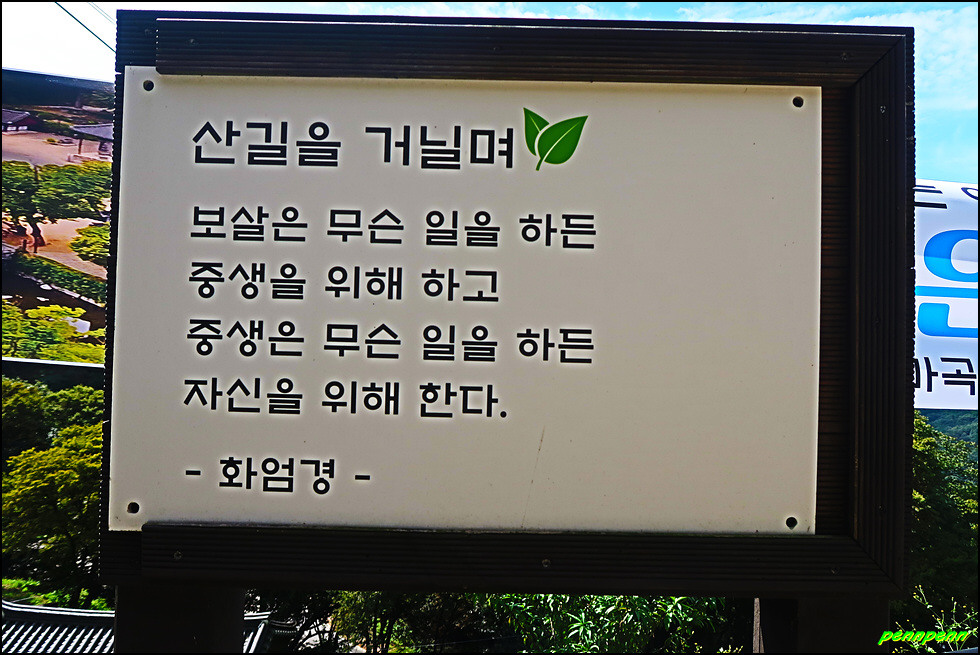 산길을 거닐며
보살은 무슨 일을 하든
중생을 위해 하고
중생은 무슨 일을 하든
자신을 위해 한다.
- 화엄경 -
마곡
pennpenn